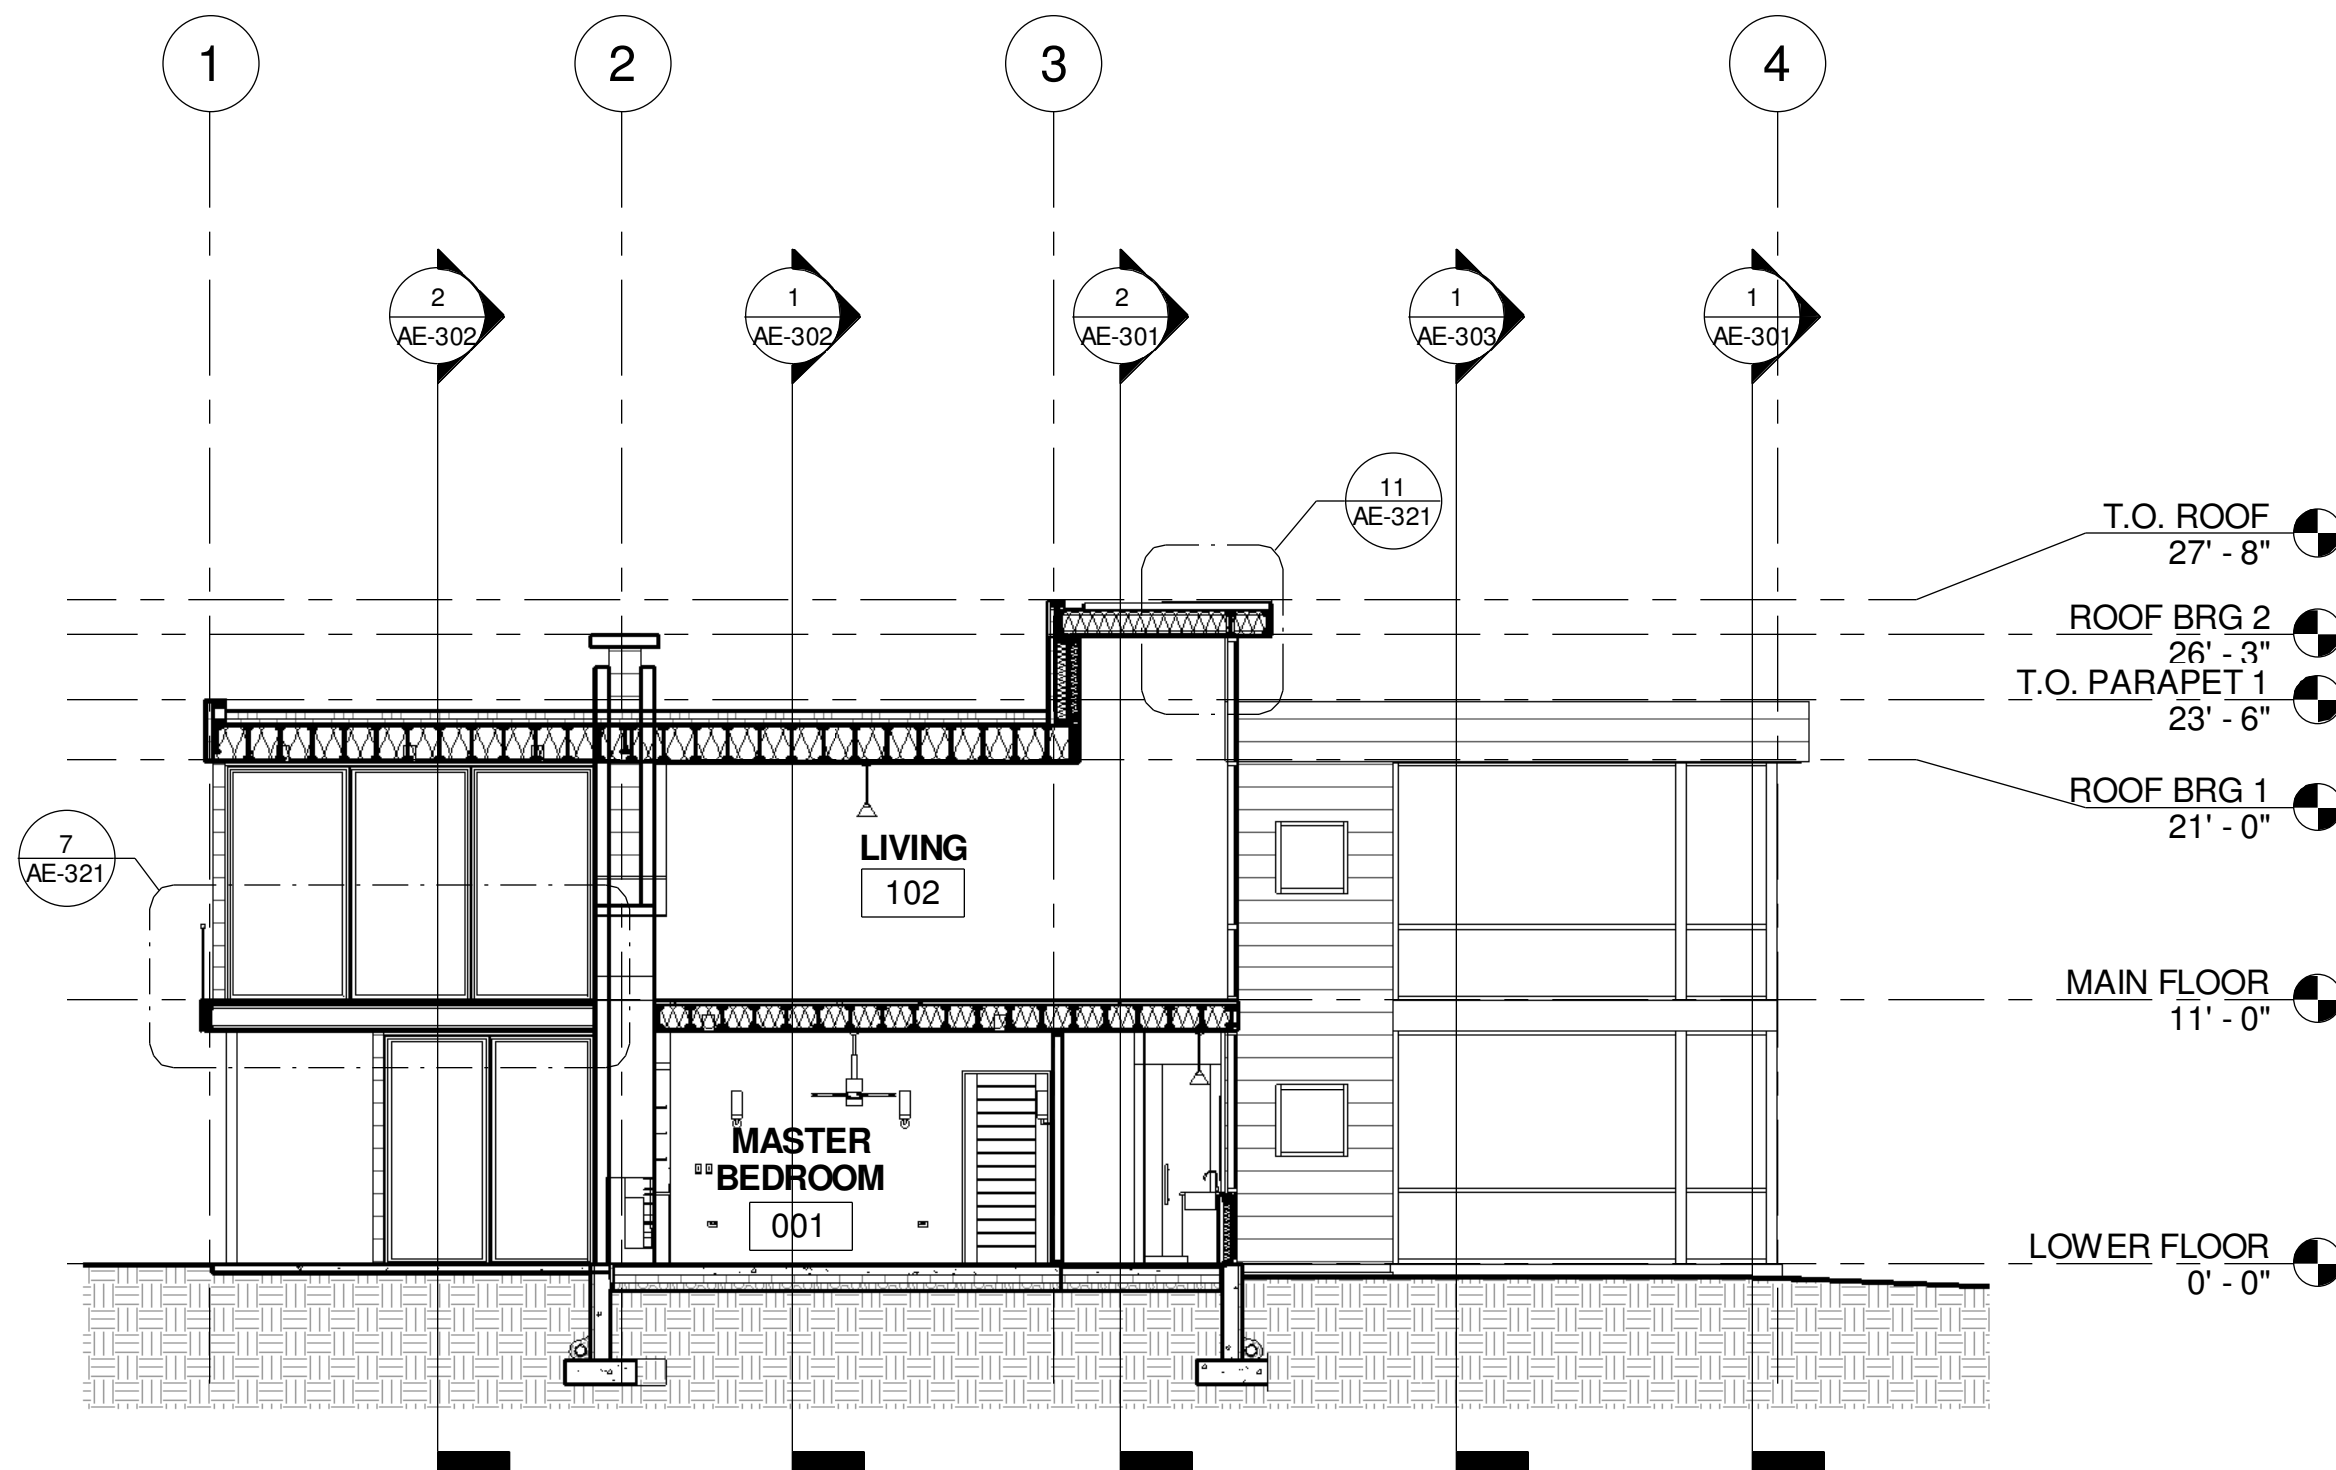 1
2
3
4
2
AE-302
1
AE-302
2
AE-301
1
AE-303
1
AE-301
11
AE-321
T.O. ROOF
27' - 8"
ROOF BRG 2
26' - 3"
T.O. PARAPET 1
23' - 6"
ROOF BRG 1
21' - 0"
7
AE-321
LIVING
102
MAIN FLOOR
11' - 0"
MASTER
BEDROOM
001
LOWER FLOOR
0' - 0"